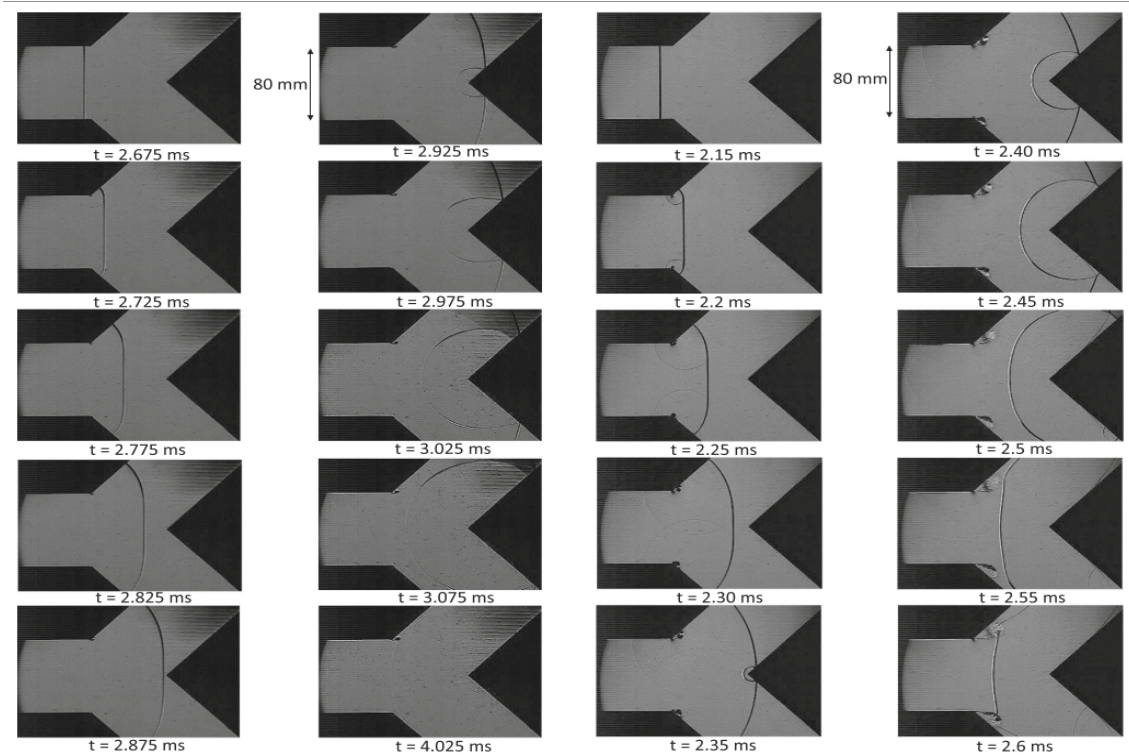 80 mm
80 mm
t = 2.675 ms
t = 2.925 ms
t = 2.15 ms
t = 2.40 ms
t = 2.725 ms
t = 2.975 ms
t = 2.2 ms
t = 2.45 ms
t = 2.775 ms
t = 3.025 ms
t = 2.25 ms
t = 2.5 ms
t = 2.825 ms
t = 3.075 ms
t = 2.30 ms
t = 2.55 ms
t = 2.875 ms
t = 4.025 ms
t = 2.35 ms
t = 2.6 ms